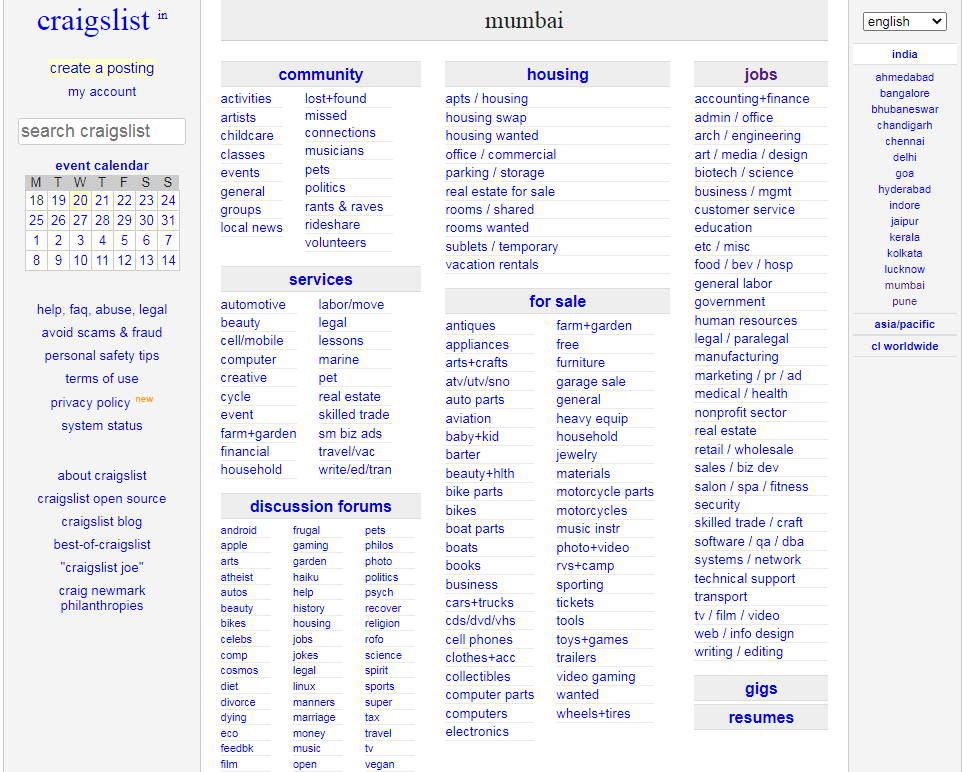 craigslist in
create a posting
my account
search craigslist
event calendar
M T W T F S S
18 19 20 21 22 23 24
25 26 27 28 29 30 31
1 2 3 4 5 6 7
8 9 10 11 12 13 14
help, faq, abuse, legal
avoid scams & fraud
personal safety tips
terms of use
privacy policy new
system status
about craigslist
craigslist open source
craigslist blog
best-of-craigslist
"craigslist joe"
craig newmark
philanthropies
mumbai
community
activities
artists
childcare
classes
events
general
groups
local news
lost+found
missed
connections
musicians
pets
politics
rants & raves
rideshare
volunteers
services
automotive
beauty
cell/mobile
computer
creative
cycle
event
farm+garden
financial
household
labor/move
legal
lessons
marine
pet
real estate
skilled trade
sm biz ads
travel/vac
write/ed/tran
discussion forums
android
apple
arts
atheist
autos
beauty
bikes
celebs
comp
cosmos
diet
divorce
dying
eco
feedbk
film
frugal
gaming
garden
haiku
help
history
housing
jobs
jokes
legal
linux
manners
marriage
money
music
open
pets
philos
photo
politics
psych
recover
religion
rofo
science
spirit
sports
super
tax
travel
tv
vegan
housing
apts / housing
housing swap
housing wanted
office / commercial
parking / storage
real estate for sale
rooms / shared
rooms wanted
sublets / temporary
vacation rentals
for sale
antiques
appliances
arts+crafts
atv/utv/sno
auto parts
aviation
baby+kid
barter
beauty+hlth
bike parts
bikes
boat parts
boats
books
business
cars+trucks
cds/dvd/vhs
cell phones
clothes+acc
collectibles
computer parts
computers
electronics
farm+garden
free
furniture
garage sale
general
heavy equip
household
jewelry
materials
motorcycle parts
motorcycles
music instr
photo+video
rvs+camp
sporting
tickets
tools
toys+games
trailers
video gaming
wanted
wheels+tires
jobs
accounting+finance
admin / office
arch / engineering
art / media / design
biotech / science
business / mgmt
customer service
education
etc / misc
food / bev / hosp
general labor
government
human resources
legal / paralegal
manufacturing
marketing / pr / ad
medical / health
nonprofit sector
real estate
retail / wholesale
sales / biz dev
salon / spa / fitness
security
skilled trade / craft
software / qa / dba
systems / network
technical support
transport
tv / film / video
web / info design
writing / editing
gigs
resumes
english
india
ahmedabad
bangalore
bhubaneswar
chandigarh
chennai
delhi
goa
hyderabad
indore
jaipur
kerala
kolkata
lucknow
mumbai
pune
asia/pacific
cl worldwide